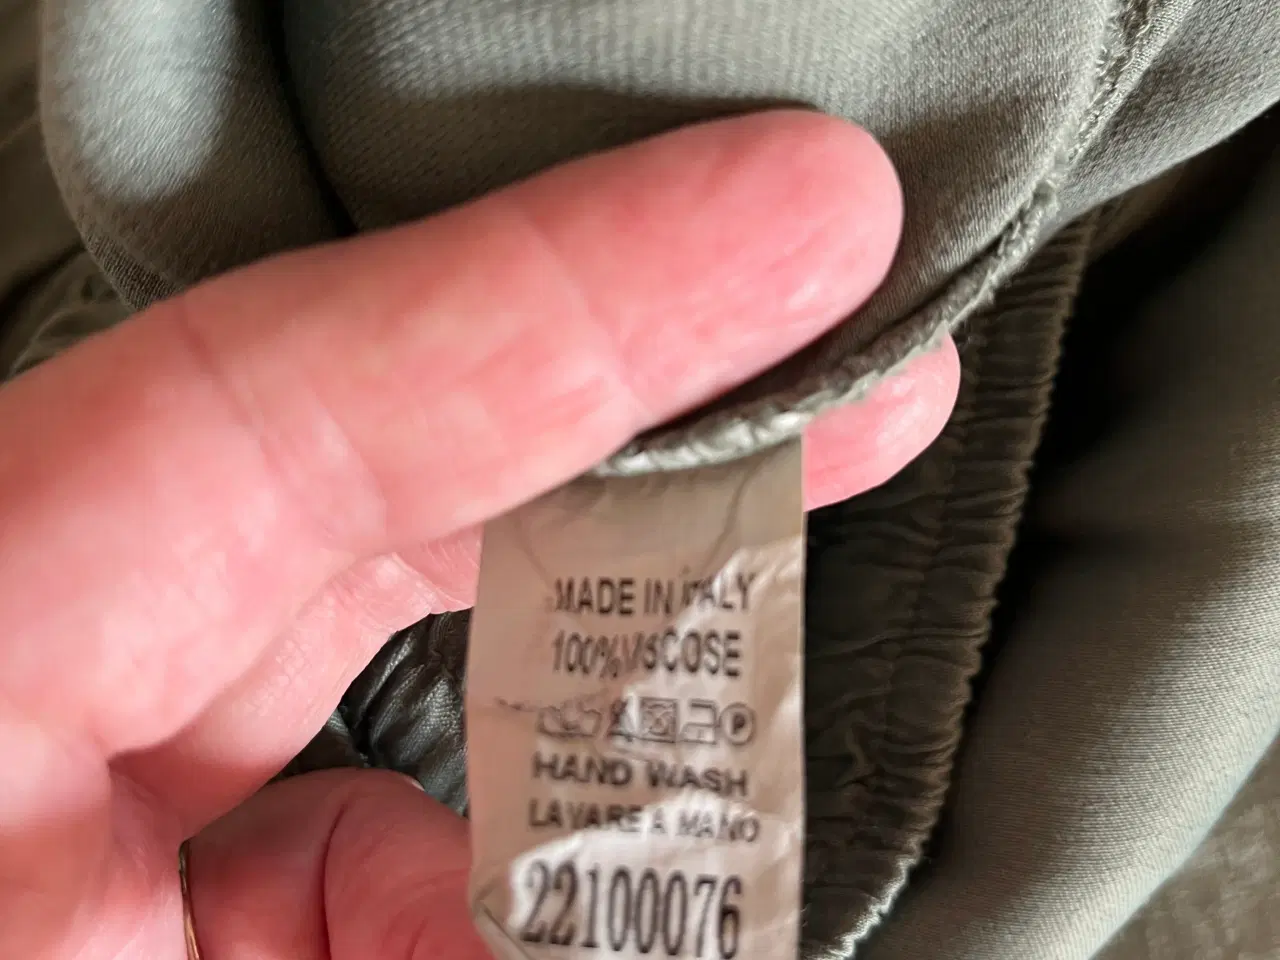 MADE IN ITALY
100% VISCOSE
P
HAND WASH
LAVARE A MANO
22100076